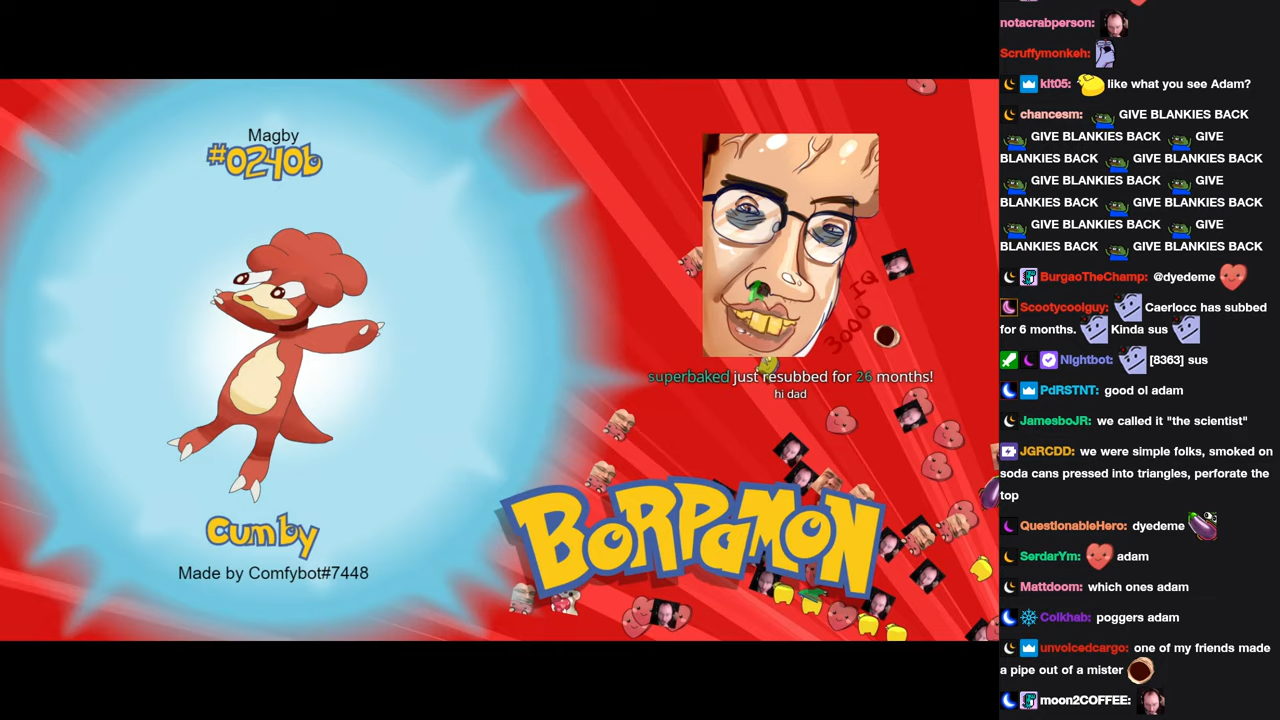 Magby
#0240b
Cumby
Made by Comfybot#7448
3000 IQ
superbaked just resubbed for 26 months!
hi dad
BORPAMON
notacrabperson:
Scruffymonkeh:
kit05: like what you see Adam?
chancesm: GIVE BLANKIES BACK
GIVE BLANKIES BACK GIVE
BLANKIES BACK GIVE BLANKIES BACK
GIVE BLANKIES BACK GIVE
BLANKIES BACK GIVE BLANKIES BACK
GIVE BLANKIES BACK GIVE
BLANKIES BACK GIVE BLANKIES BACK
BurgaoTheChamp: @dyedeme
Scootycoolguy: Caerlocc has subbed
for 6 months. Kinda sus
Nightbot: [8363] sus
PdRSTNT: good ol adam
JamesboJR: we called it "the scientist"
JGRCDD: we were simple folks, smoked on
soda cans pressed into triangles, perforate the
top
QuestionableHero: dyedeme
SerdarYm: adam
Mattdoom: which ones adam
Colkhab: poggers adam
unvoicedcargo: one of my friends made
a pipe out of a mister
moon2COFFEE: